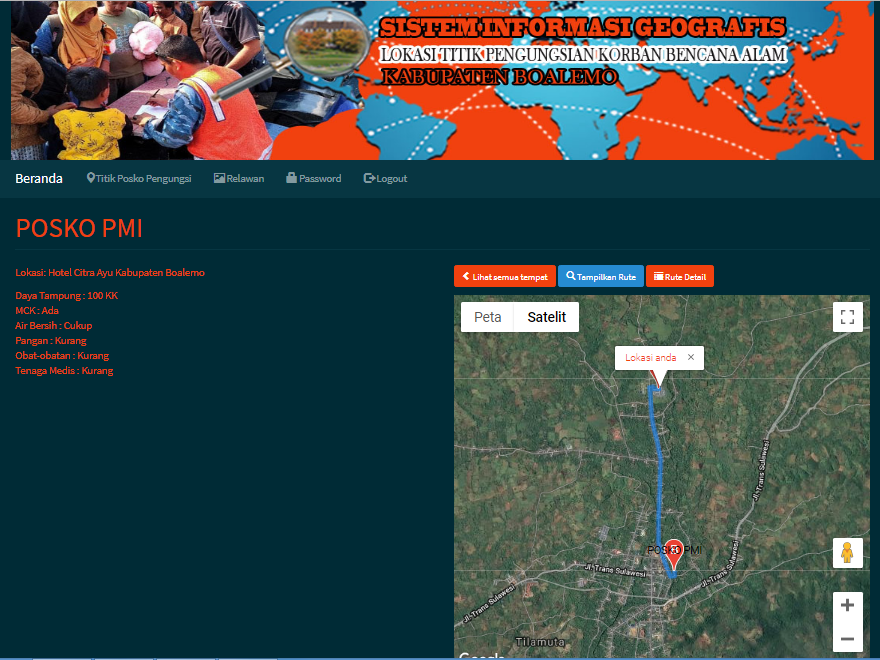 SISTEM INFORMASI GEOGRAFIS
LOKASI TITIK PENGUNGSIAN KORBAN BENCANA ALAM
KABUPATEN BOALEMO
Beranda Titik Posko Pengungsi Relawan Password Logout
POSKO PMI
Lokasi: Hotel Citra Ayu Kabupaten Boalemo
Daya Tampung : 100 KK
MCK : Ada
Air Bersih : Cukup
Pangan : Kurang
Obat-obatan : Kurang
Tenaga Medis : Kurang
Lihat semua tempat Tampilkan Rute Rute Detail
Peta Satelit
Lokasi anda ×
Jl-Trans Sulawesi
POSKO PMI
Jl-Trans Sulawesi
Jl-Trans Sulawesi
Jl-Trans Sulawesi
Tilamuta
Google